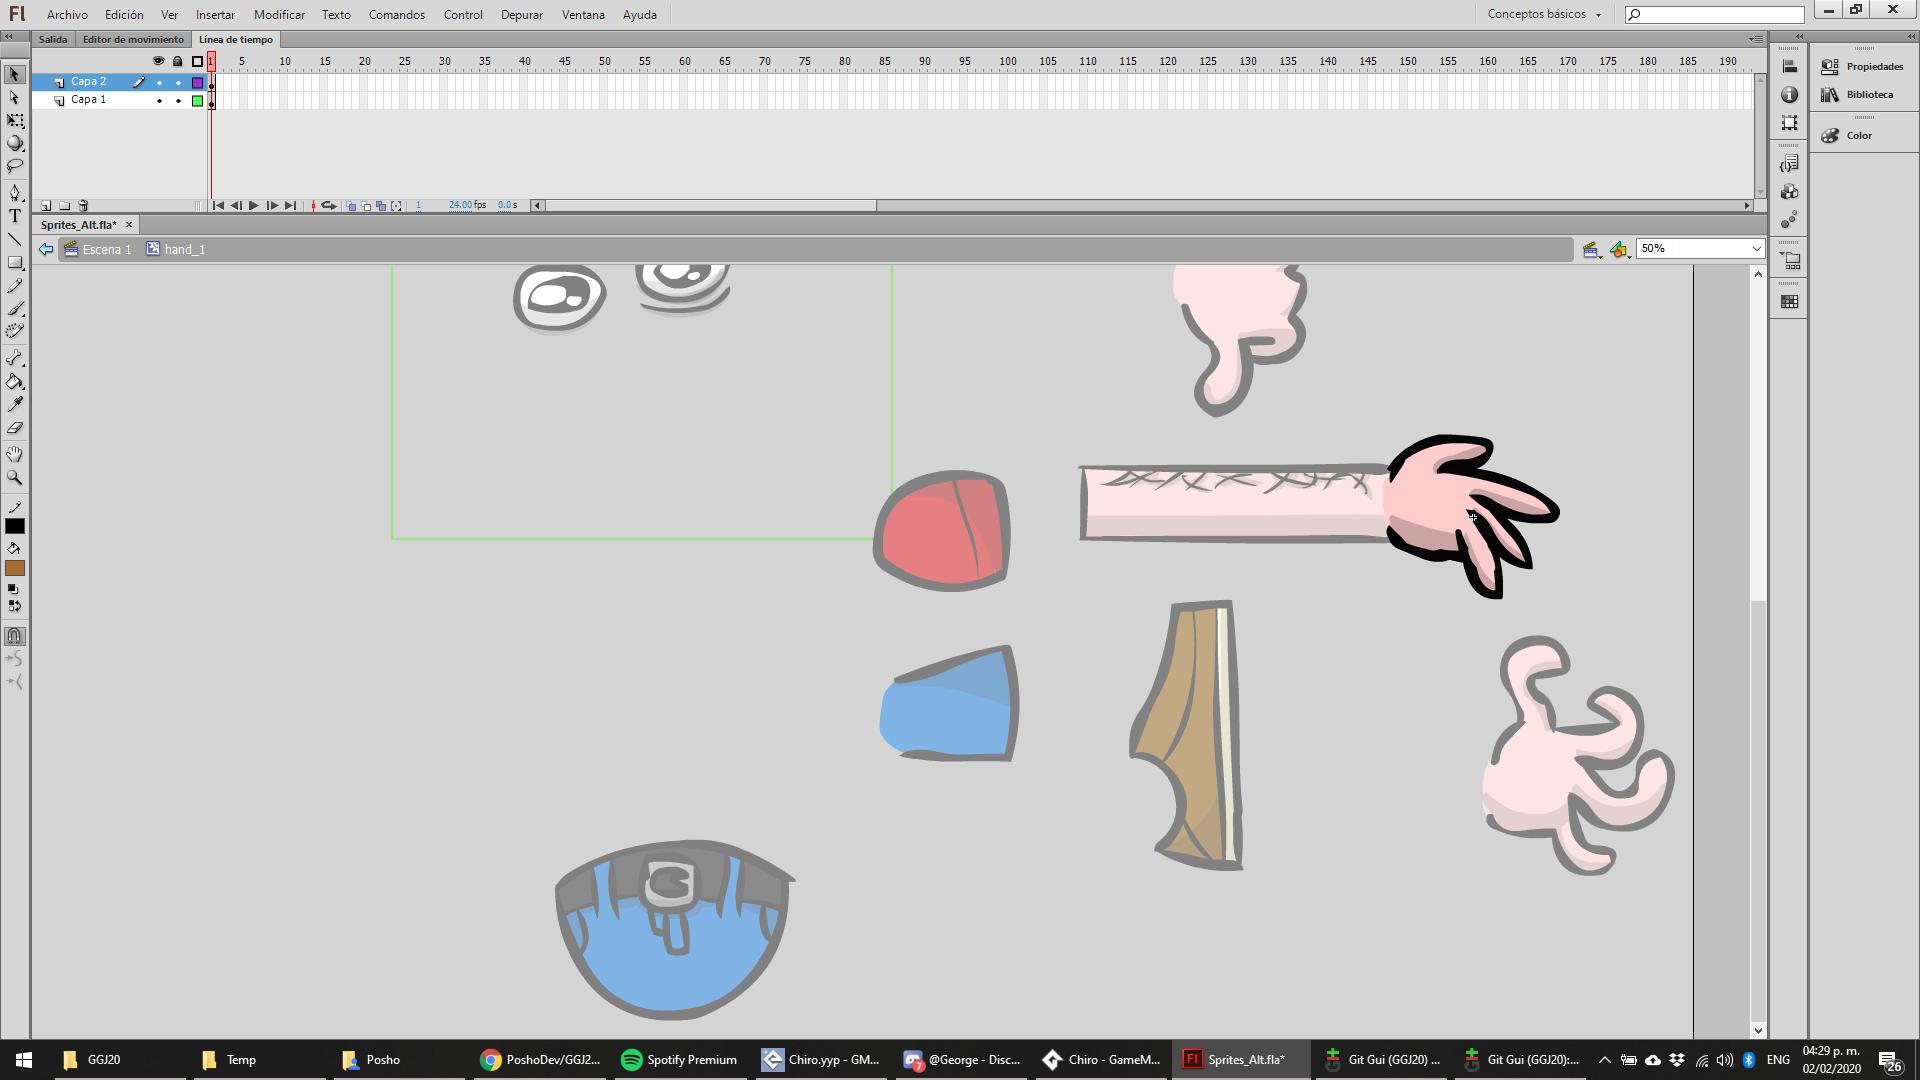 Fl Archivo Edición Ver Insertar Modificar Texto Comandos Control Depurar Ventana Ayuda Conceptos básicos
Salida Editor de movimiento Línea de tiempo
1 5 10 15 20 25 30 35 40 45 50 55 60 65 70 75 80 85 90 95 100 105 110 115 120 125 130 135 140 145 150 155 160 165 170 175 180 185 190
Capa 2
Capa 1
1 24.00 fps 0.0 s
Sprites_Alt.fla* ×
Escena 1 hand_1 50%
Propiedades
Biblioteca
Color
GGJ20 Temp Posho PoshoDev/GGJ2... Spotify Premium Chiro.yyp - GM... @George - Disc... Chiro - GameM... Fl Sprites_Alt.fla* Git Gui (GGJ20) ... Git Gui (GGJ20):... ENG 04:29 p. m.
7 02/02/2020 26